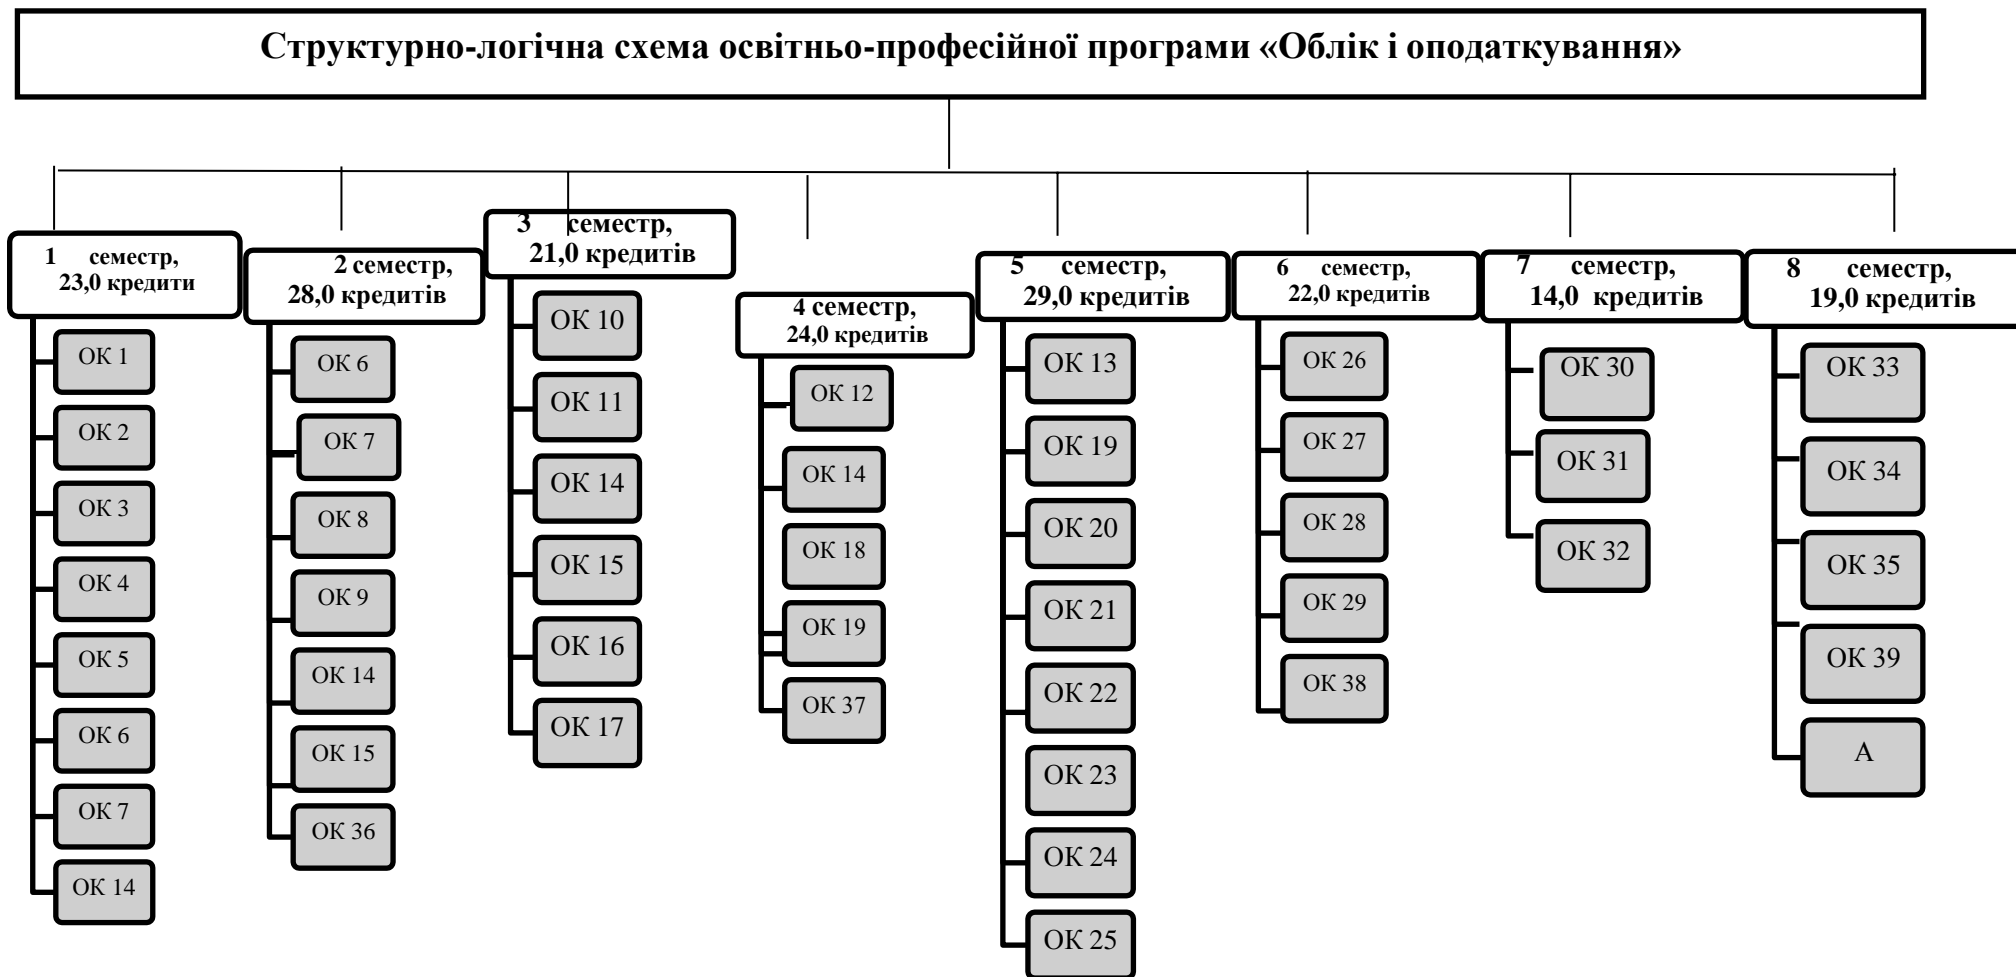 Структурно-логічна схема освітньо-професійної програми «Облік і оподаткування»
1 семестр,
23,0 кредити
ОК 1
ОК 2
ОК 3
ОК 4
ОК 5
ОК 6
ОК 7
ОК 14
2 семестр,
28,0 кредитів
ОК 6
ОК 7
ОК 8
ОК 9
ОК 14
ОК 15
ОК 36
3 семестр,
21,0 кредитів
ОК 10
ОК 11
ОК 14
ОК 15
ОК 16
ОК 17
4 семестр,
24,0 кредитів
ОК 12
ОК 14
ОК 18
ОК 19
ОК 37
5 семестр,
29,0 кредитів
ОК 13
ОК 19
ОК 20
ОК 21
ОК 22
ОК 23
ОК 24
ОК 25
6 семестр,
22,0 кредитів
ОК 26
ОК 27
ОК 28
ОК 29
ОК 38
7 семестр,
14,0 кредитів
ОК 30
ОК 31
ОК 32
8 семестр,
19,0 кредитів
ОК 33
ОК 34
ОК 35
ОК 39
А